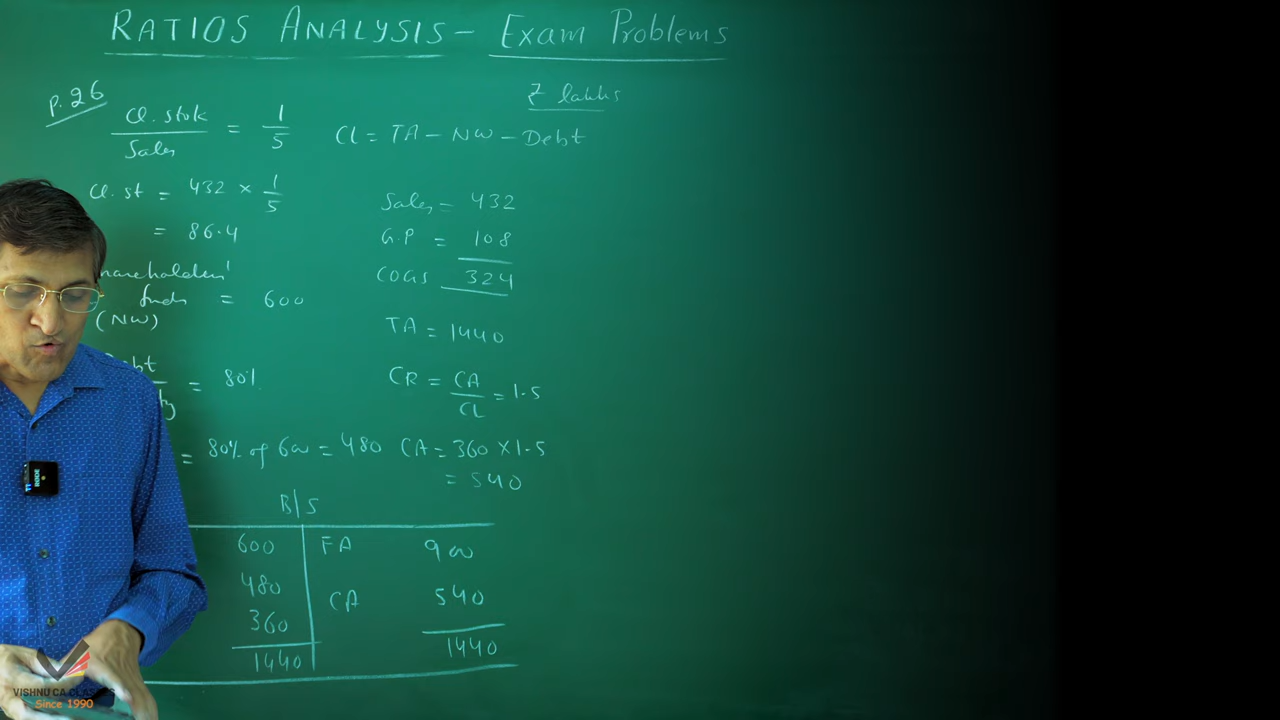 RATIOS ANALYSIS - Exam Problems
P.26
₹ lakhs
Cl. stok / Sales = 1/5
CL = TA - NW - Debt
Cl. st = 432 × 1/5
= 86.4
Sales = 432
G.P = 108
COGS 324
hareholders'
funds = 600
(NW)
TA = 1440
= 80%
CR = CA/CL = 1.5
= 80% of 600 = 480
CA = 360 × 1.5
= 540
B/S
600 FA 900
480 CA 540
360
1440 1440
VISHNU CA CLASSES
Since 1990
RODE